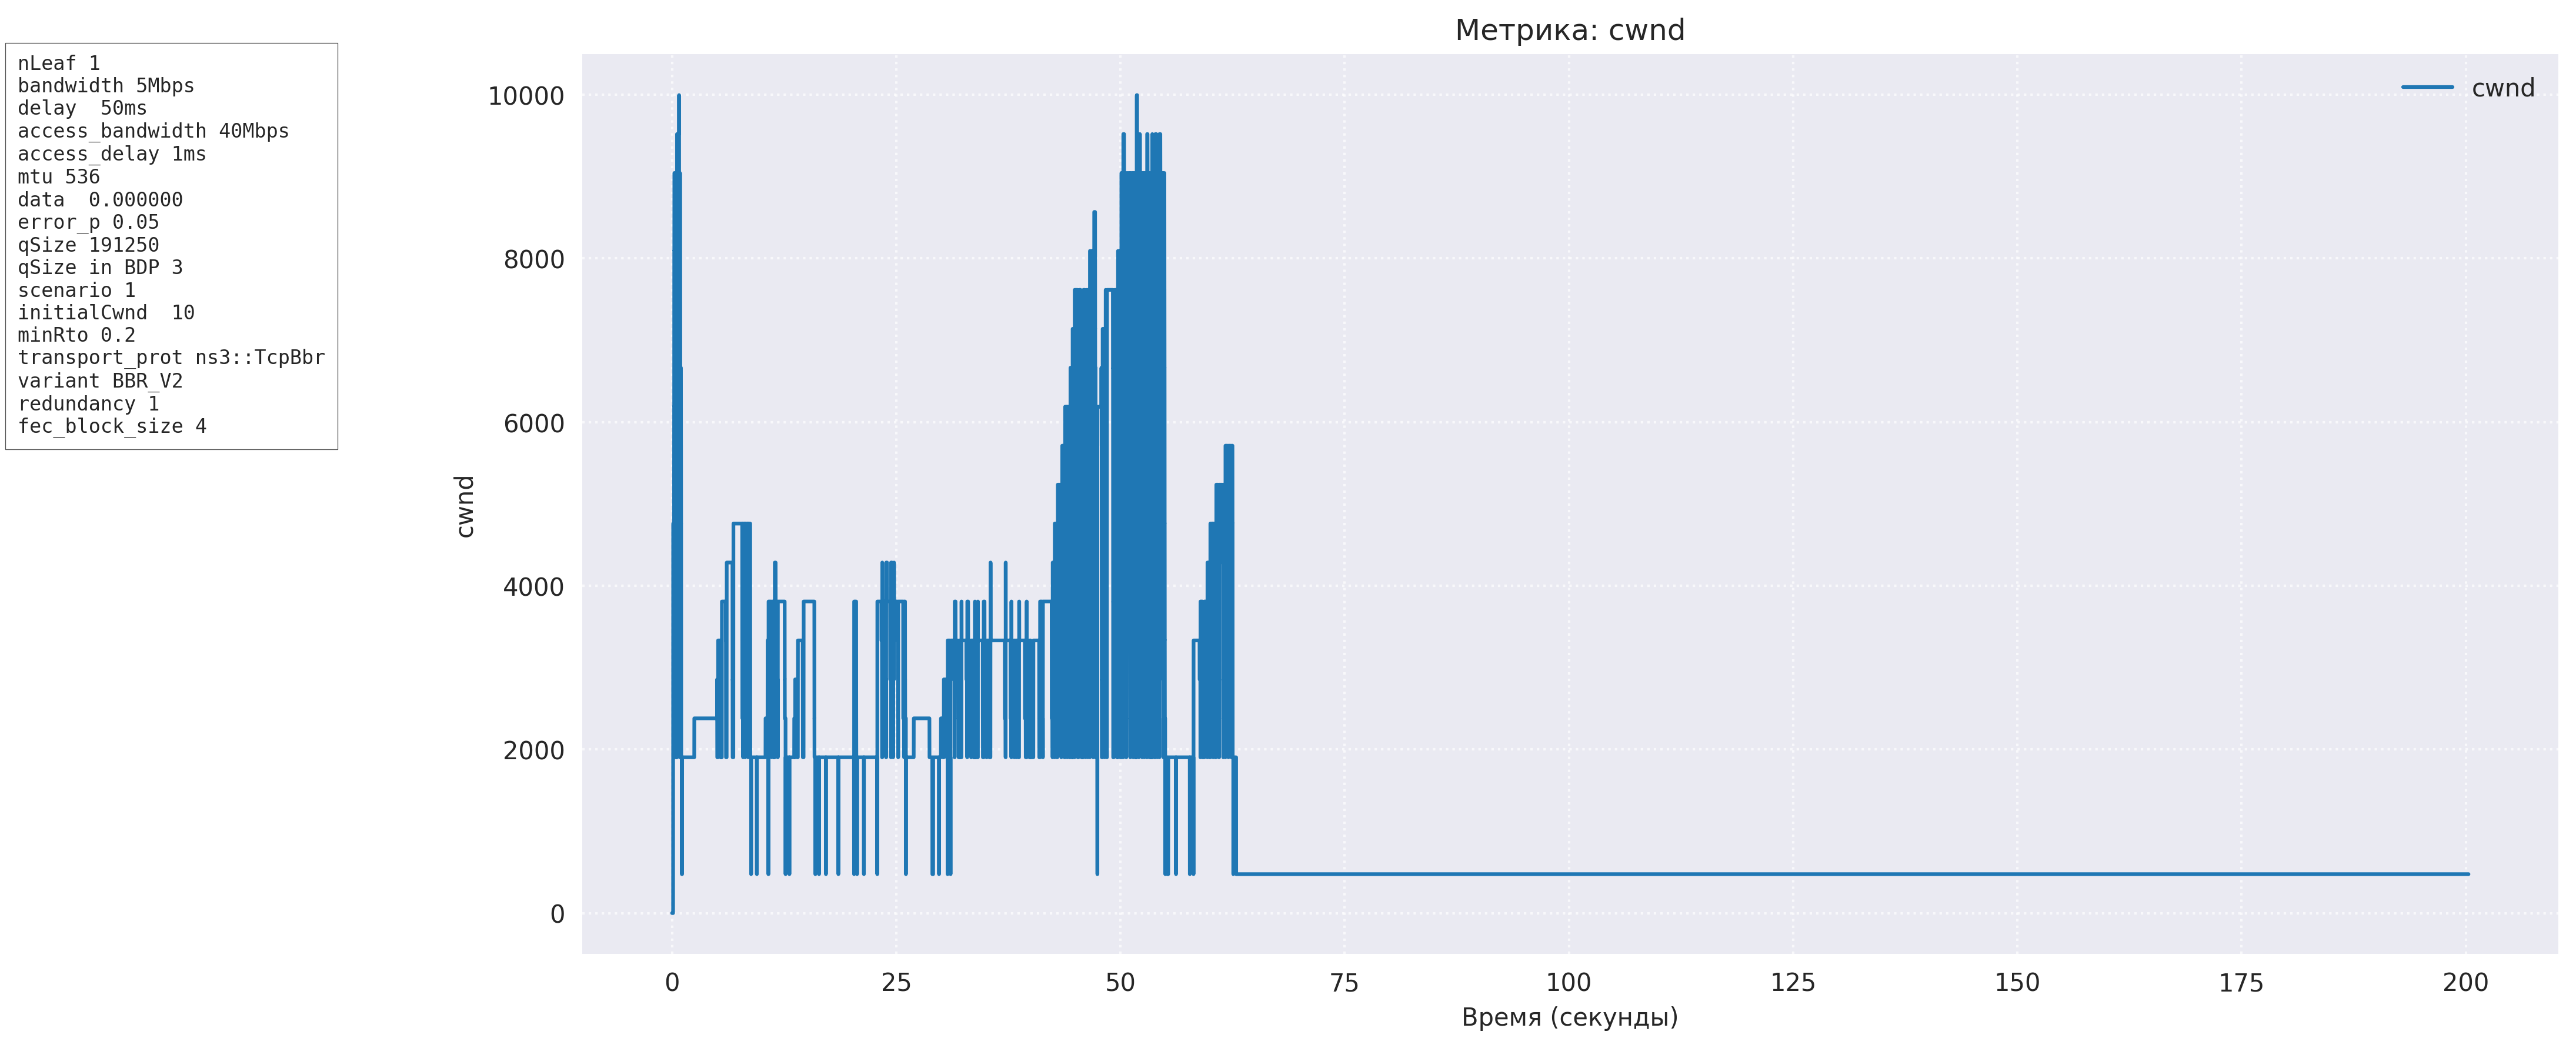 Метрика: cwnd
nLeaf 1
bandwidth 5Mbps
delay  50ms
access_bandwidth 40Mbps
access_delay 1ms
mtu 536
data  0.000000
error_p 0.05
qSize 191250
qSize in BDP 3
scenario 1
initialCwnd  10
minRto 0.2
transport_prot ns3::TcpBbr
variant BBR_V2
redundancy 1
fec_block_size 4
cwnd
10000
8000
6000
4000
2000
0
cwnd
0 25 50 75 100 125 150 175 200
Время (секунды)